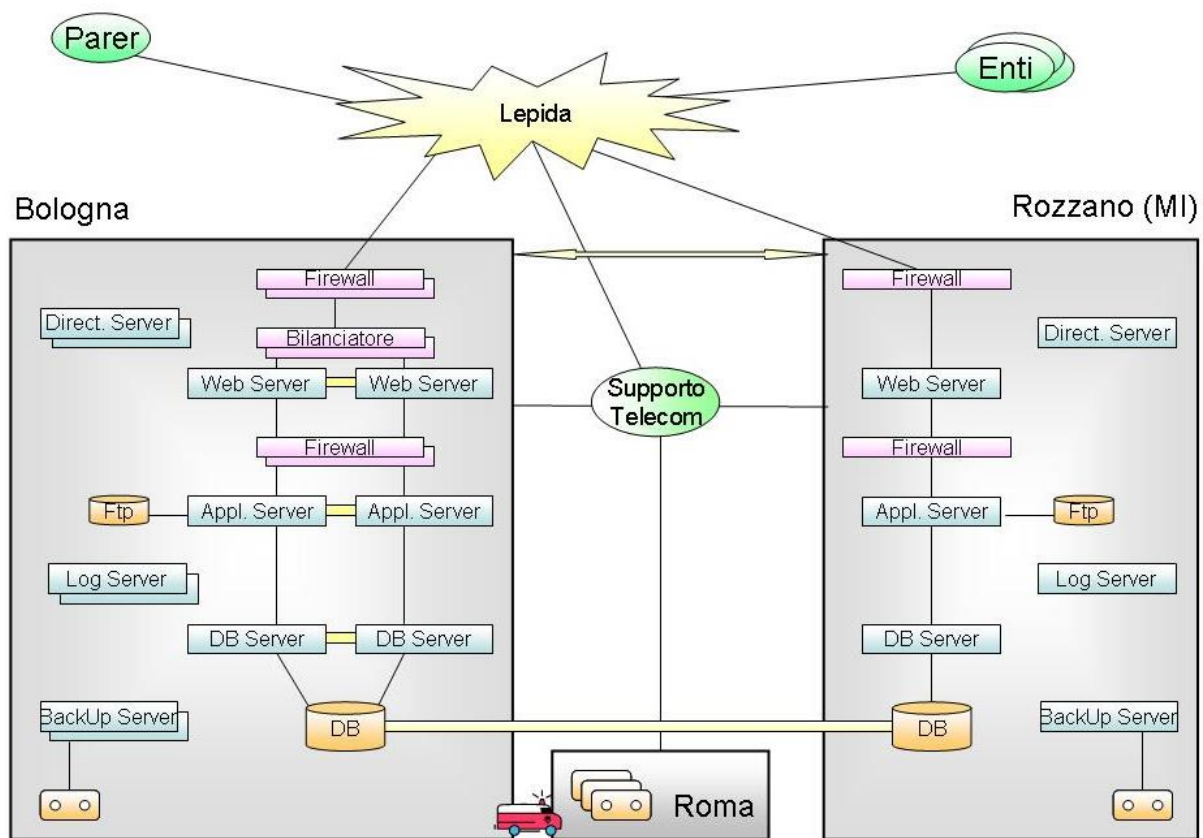 Parer
Enti
Lepida
Bologna
Rozzano (MI)
Firewall
Firewall
Direct. Server
Bilanciatore
Direct. Server
Web Server
Web Server
Web Server
Supporto
Telecom
Firewall
Firewall
Ftp
Appl. Server
Appl. Server
Appl. Server
Ftp
Log Server
Log Server
DB Server
DB Server
DB Server
BackUp Server
DB
DB
BackUp Server
Roma